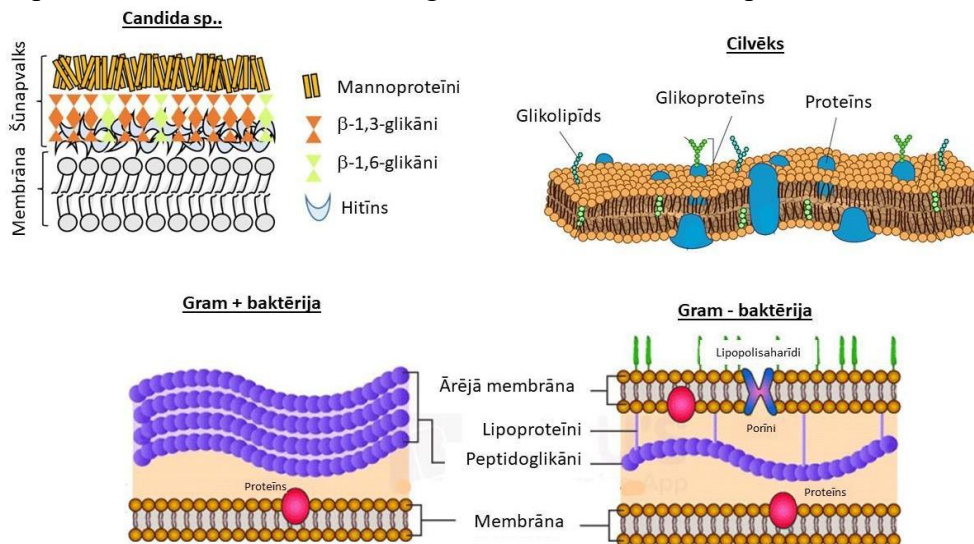 Candida sp..
Šūnapvalks
Membrāna
Mannoproteīni
β-1,3-glikāni
β-1,6-glikāni
Hitīns
Cilvēks
Glikolipīds
Glikoproteīns
Proteīns
Gram + baktērija
Proteīns
Gram - baktērija
Lipopolisaharīdi
Ārējā membrāna
Porīni
Lipoproteīni
Peptidoglikāni
Proteīns
Membrāna